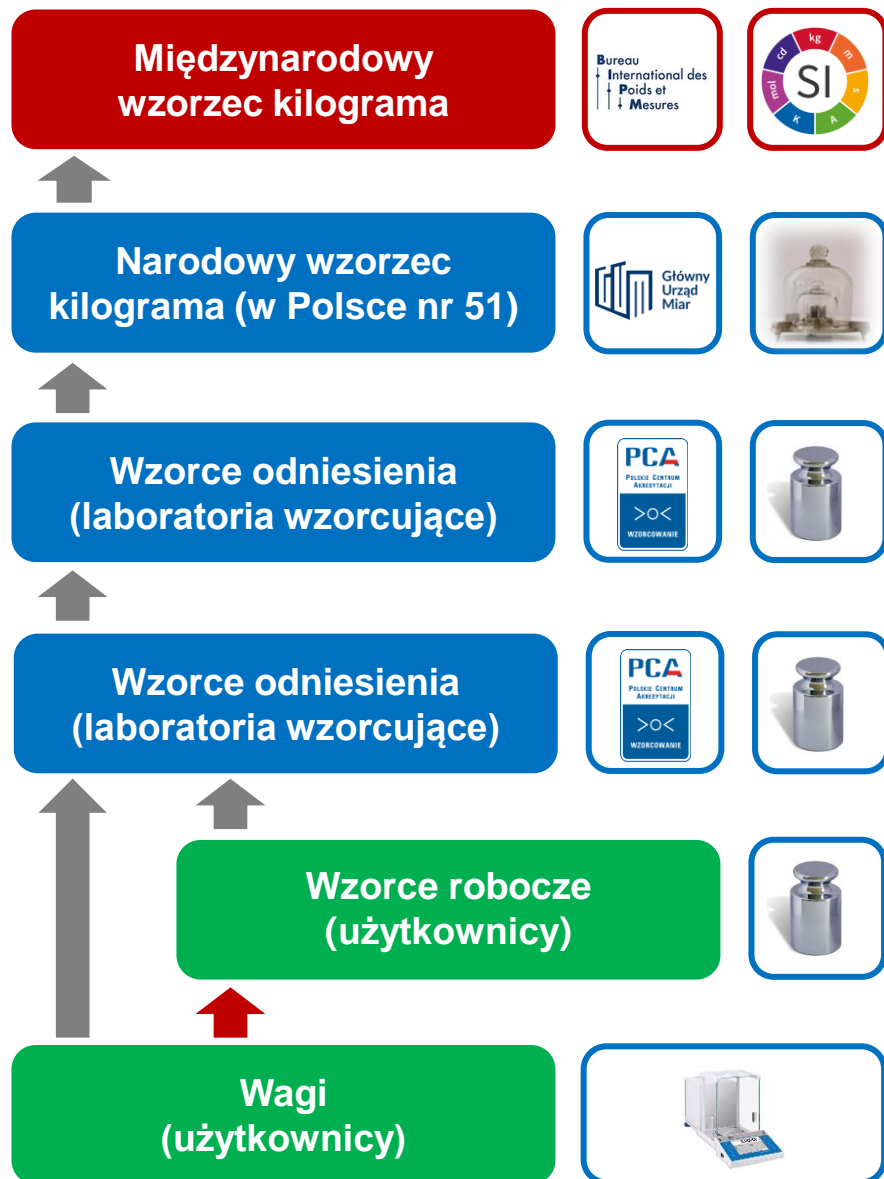 Międzynarodowy
wzorzec kilograma
Bureau
International des
Poids et
Mesures
kg
m
s
A
K
mol
cd
SI
Narodowy wzorzec
kilograma (w Polsce nr 51)
Główny
Urząd
Miar
Wzorce odniesienia
(laboratoria wzorcujące)
PCA
POLSKIE CENTRUM
AKREDYTACJI
WZORCOWANIE
Wzorce odniesienia
(laboratoria wzorcujące)
PCA
POLSKIE CENTRUM
AKREDYTACJI
WZORCOWANIE
Wzorce robocze
(użytkownicy)
Wagi
(użytkownicy)